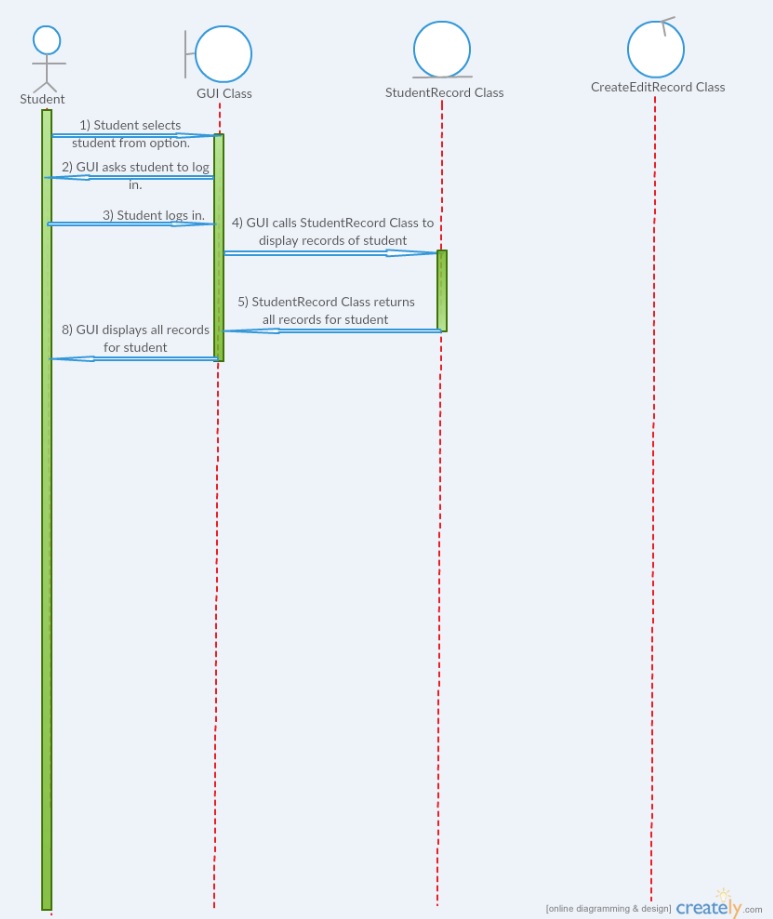 Student
GUI Class
StudentRecord Class
CreateEditRecord Class
1) Student selects
student from option.
2) GUI asks student to log
in.
3) Student logs in.
4) GUI calls StudentRecord Class to
display records of student
5) StudentRecord Class returns
all records for student
8) GUI displays all records
for student
[online diagramming & design] creately.com